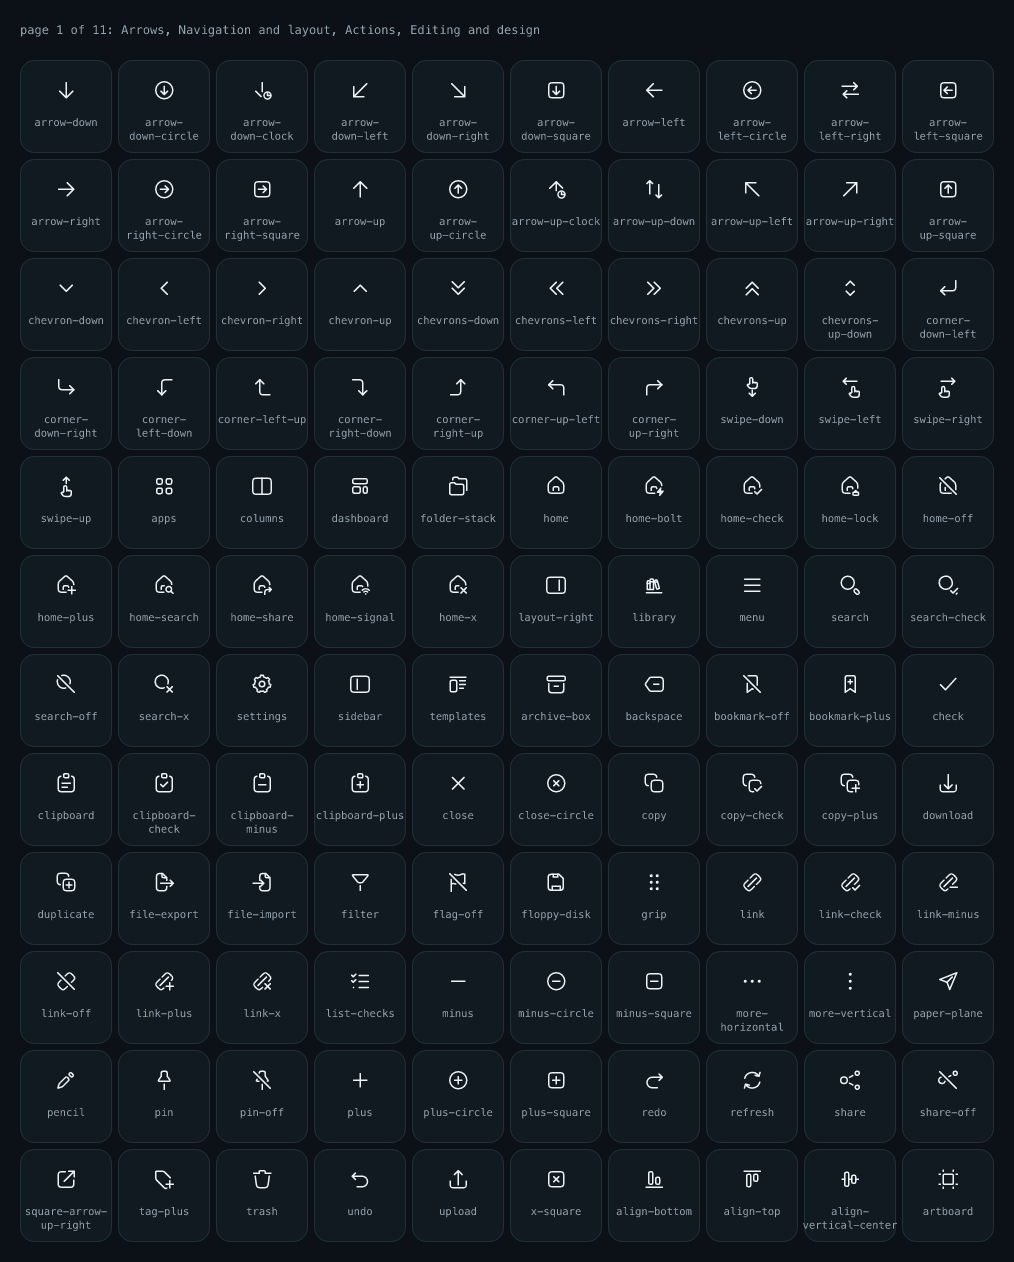 page 1 of 11: Arrows, Navigation and layout, Actions, Editing and design
arrow-down
arrow-
down-circle
arrow-
down-clock
arrow-
down-left
arrow-
down-right
arrow-
down-square
arrow-left
arrow-
left-circle
arrow-
left-right
arrow-
left-square
arrow-right
arrow-
right-circle
arrow-
right-square
arrow-up
arrow-
up-circle
arrow-up-clock
arrow-up-down
arrow-up-left
arrow-up-right
arrow-
up-square
chevron-down
chevron-left
chevron-right
chevron-up
chevrons-down
chevrons-left
chevrons-right
chevrons-up
chevrons-
up-down
corner-
down-left
corner-
down-right
corner-
left-down
corner-left-up
corner-
right-down
corner-
right-up
corner-up-left
corner-
up-right
swipe-down
swipe-left
swipe-right
swipe-up
apps
columns
dashboard
folder-stack
home
home-bolt
home-check
home-lock
home-off
home-plus
home-search
home-share
home-signal
home-x
layout-right
library
menu
search
search-check
search-off
search-x
settings
sidebar
templates
archive-box
backspace
bookmark-off
bookmark-plus
check
clipboard
clipboard-
check
clipboard-
minus
clipboard-plus
close
close-circle
copy
copy-check
copy-plus
download
duplicate
file-export
file-import
filter
flag-off
floppy-disk
grip
link
link-check
link-minus
link-off
link-plus
link-x
list-checks
minus
minus-circle
minus-square
more-
horizontal
more-vertical
paper-plane
pencil
pin
pin-off
plus
plus-circle
plus-square
redo
refresh
share
share-off
square-arrow-
up-right
tag-plus
trash
undo
upload
x-square
align-bottom
align-top
align-
vertical-center
artboard